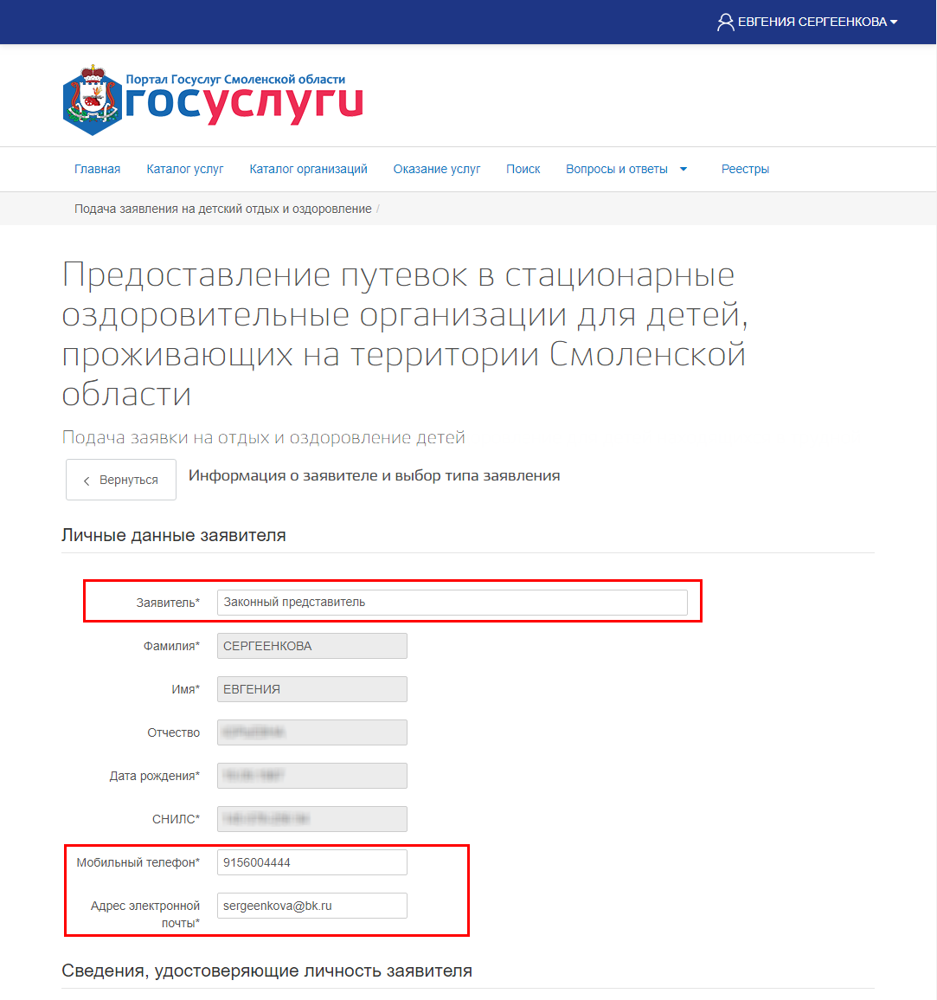 ЕВГЕНИЯ СЕРГЕЕНКОВА
Портал Госуслуг Смоленской области
госуслуги
Главная Каталог услуг Каталог организаций Оказание услуг Поиск Вопросы и ответы Реестры
Подача заявления на детский отдых и оздоровление /
Предоставление путевок в стационарные
оздоровительные организации для детей,
проживающих на территории Смоленской
области
Подача заявки на отдых и оздоровление детей
Вернуться Информация о заявителе и выбор типа заявления
Личные данные заявителя
Заявитель* Законный представитель
Фамилия* СЕРГЕЕНКОВА
Имя* ЕВГЕНИЯ
Отчество
Дата рождения*
СНИЛС*
Мобильный телефон* 9156004444
Адрес электронной sergeenkova@bk.ru
почты*
Сведения, удостоверяющие личность заявителя